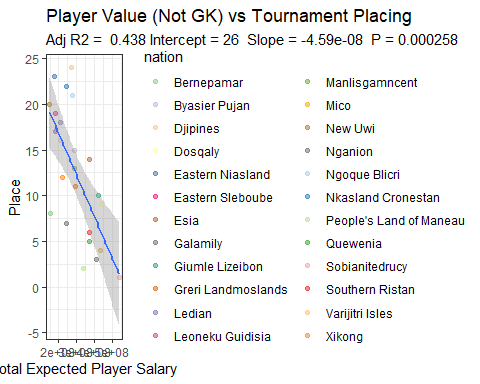 Player Value (Not GK) vs Tournament Placing
Adj R2 = 0.438 Intercept = 26 Slope = -4.59e-08 P = 0.000258
nation
Bernepamar
Byasier Pujan
Djipines
Dosqaly
Eastern Niasland
Eastern Sleboube
Esia
Galamily
Giumle Lizeibon
Greri Landmoslands
Ledian
Leoneku Guidisia
Manlisgamncent
Mico
New Uwi
Nganion
Ngoque Blicri
Nkasland Cronestan
People's Land of Maneau
Quewenia
Sobianitedrucy
Southern Ristan
Varijitri Isles
Xikong
Place
25
20
15
10
5
0
-5
otal Expected Player Salary